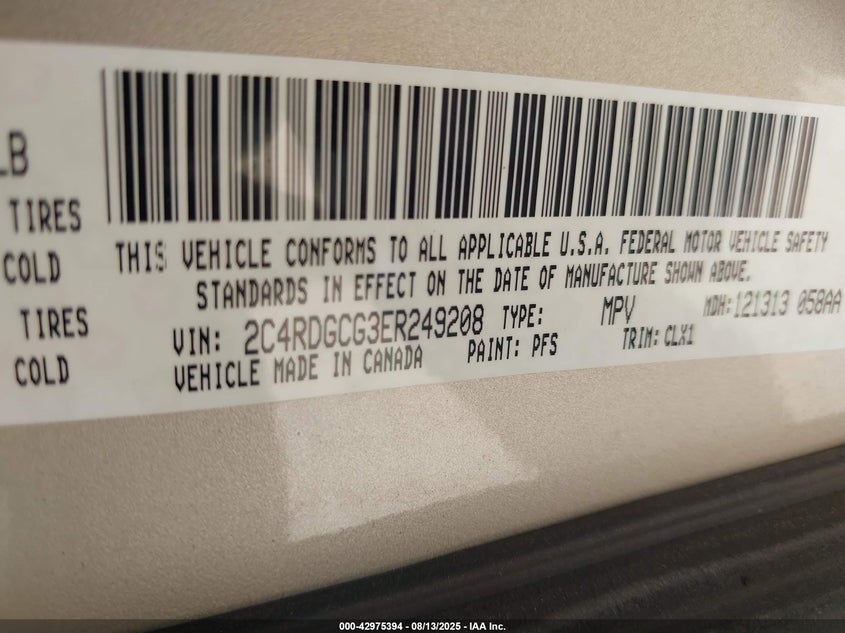 LB
TIRES
COLD
TIRES
COLD
THIS VEHICLE CONFORMS TO ALL APPLICABLE U.S.A. FEDERAL MOTOR VEHICLE SAFETY
STANDARDS IN EFFECT ON THE DATE OF MANUFACTURE SHOWN ABOVE.
VIN: 2C4RDGCG3ER249208 TYPE: MPV MDH: 121313 058AA
VEHICLE MADE IN CANADA PAINT: PFS TRIM: CLX1
000-42975394 - 08/13/2025 - IAA Inc.